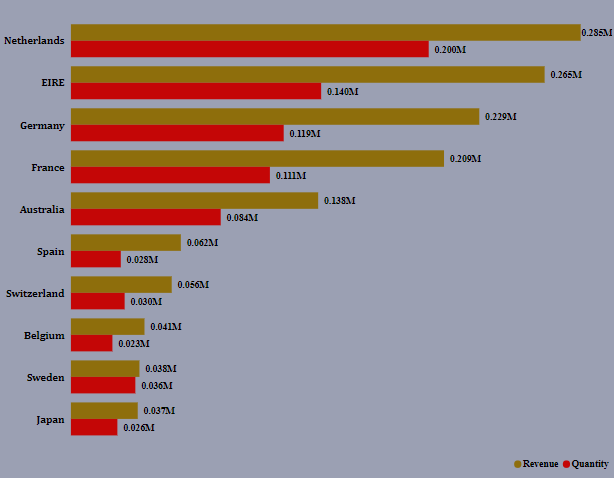 Netherlands 0.285M
0.200M
EIRE 0.265M
0.140M
Germany 0.229M
0.119M
France 0.209M
0.111M
Australia 0.138M
0.084M
Spain 0.062M
0.028M
Switzerland 0.056M
0.030M
Belgium 0.041M
0.023M
Sweden 0.038M
0.036M
Japan 0.037M
0.026M
Revenue Quantity